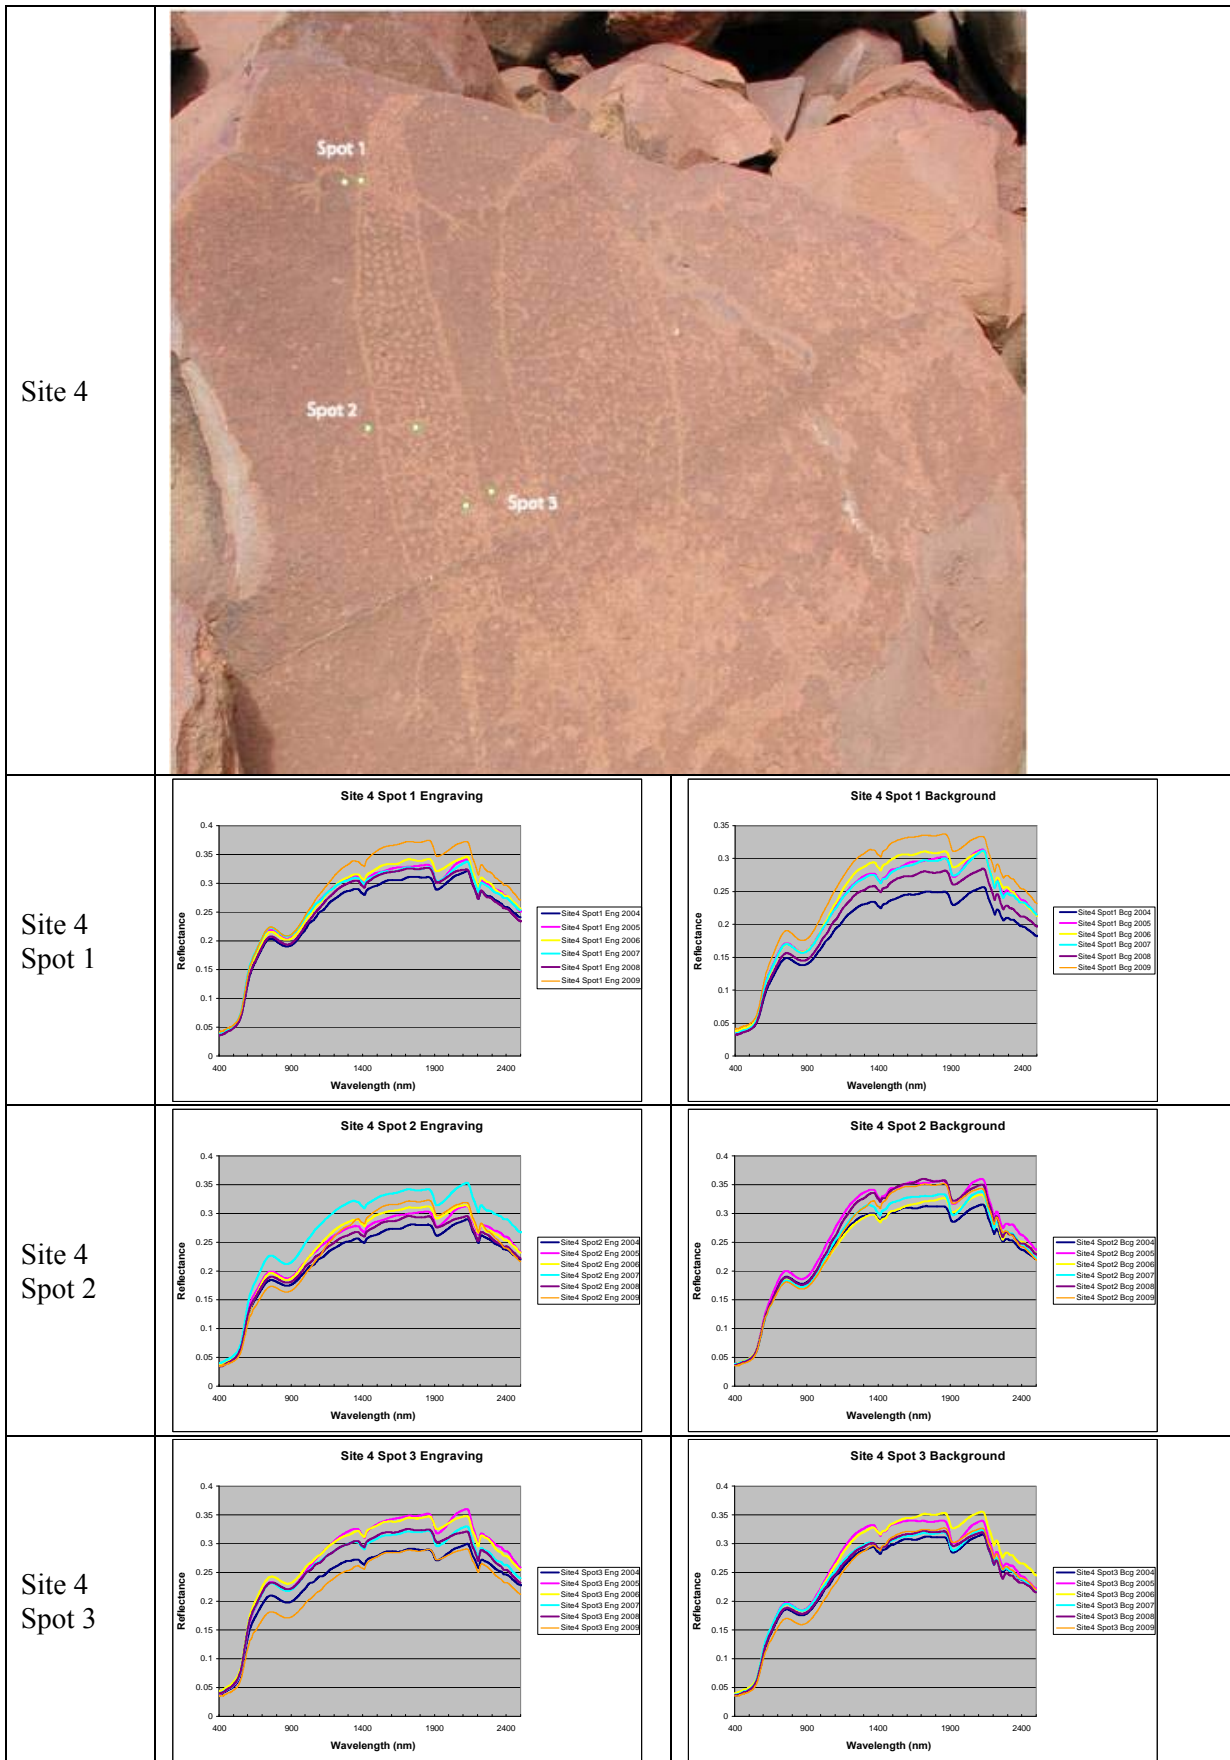 Site 4
Spot 1
Spot 2
Spot 3
Site 4
Spot 1
Site 4 Spot 1 Engraving
Reflectance
0.4
0.35
0.3
0.25
0.2
0.15
0.1
0.05
0
400 900 1400 1900 2400
Wavelength (nm)
Site4 Spot1 Eng 2004
Site4 Spot1 Eng 2005
Site4 Spot1 Eng 2006
Site4 Spot1 Eng 2007
Site4 Spot1 Eng 2008
Site4 Spot1 Eng 2009
Site 4 Spot 1 Background
Reflectance
0.35
0.3
0.25
0.2
0.15
0.1
0.05
0
400 900 1400 1900 2400
Wavelength (nm)
Site4 Spot1 Bcg 2004
Site4 Spot1 Bcg 2005
Site4 Spot1 Bcg 2006
Site4 Spot1 Bcg 2007
Site4 Spot1 Bcg 2008
Site4 Spot1 Bcg 2009
Site 4
Spot 2
Site 4 Spot 2 Engraving
Reflectance
0.4
0.35
0.3
0.25
0.2
0.15
0.1
0.05
0
400 900 1400 1900 2400
Wavelength (nm)
Site4 Spot2 Eng 2004
Site4 Spot2 Eng 2005
Site4 Spot2 Eng 2006
Site4 Spot2 Eng 2007
Site4 Spot2 Eng 2008
Site4 Spot2 Eng 2009
Site 4 Spot 2 Background
Reflectance
0.4
0.35
0.3
0.25
0.2
0.15
0.1
0.05
0
400 900 1400 1900 2400
Wavelength (nm)
Site4 Spot2 Bcg 2004
Site4 Spot2 Bcg 2005
Site4 Spot2 Bcg 2006
Site4 Spot2 Bcg 2007
Site4 Spot2 Bcg 2008
Site4 Spot2 Bcg 2009
Site 4
Spot 3
Site 4 Spot 3 Engraving
Reflectance
0.4
0.35
0.3
0.25
0.2
0.15
0.1
0.05
0
400 900 1400 1900 2400
Wavelength (nm)
Site4 Spot3 Eng 2004
Site4 Spot3 Eng 2005
Site4 Spot3 Eng 2006
Site4 Spot3 Eng 2007
Site4 Spot3 Eng 2008
Site4 Spot3 Eng 2009
Site 4 Spot 3 Background
Reflectance
0.4
0.35
0.3
0.25
0.2
0.15
0.1
0.05
0
400 900 1400 1900 2400
Wavelength (nm)
Site4 Spot3 Bcg 2004
Site4 Spot3 Bcg 2005
Site4 Spot3 Bcg 2006
Site4 Spot3 Bcg 2007
Site4 Spot3 Bcg 2008
Site4 Spot3 Bcg 2009